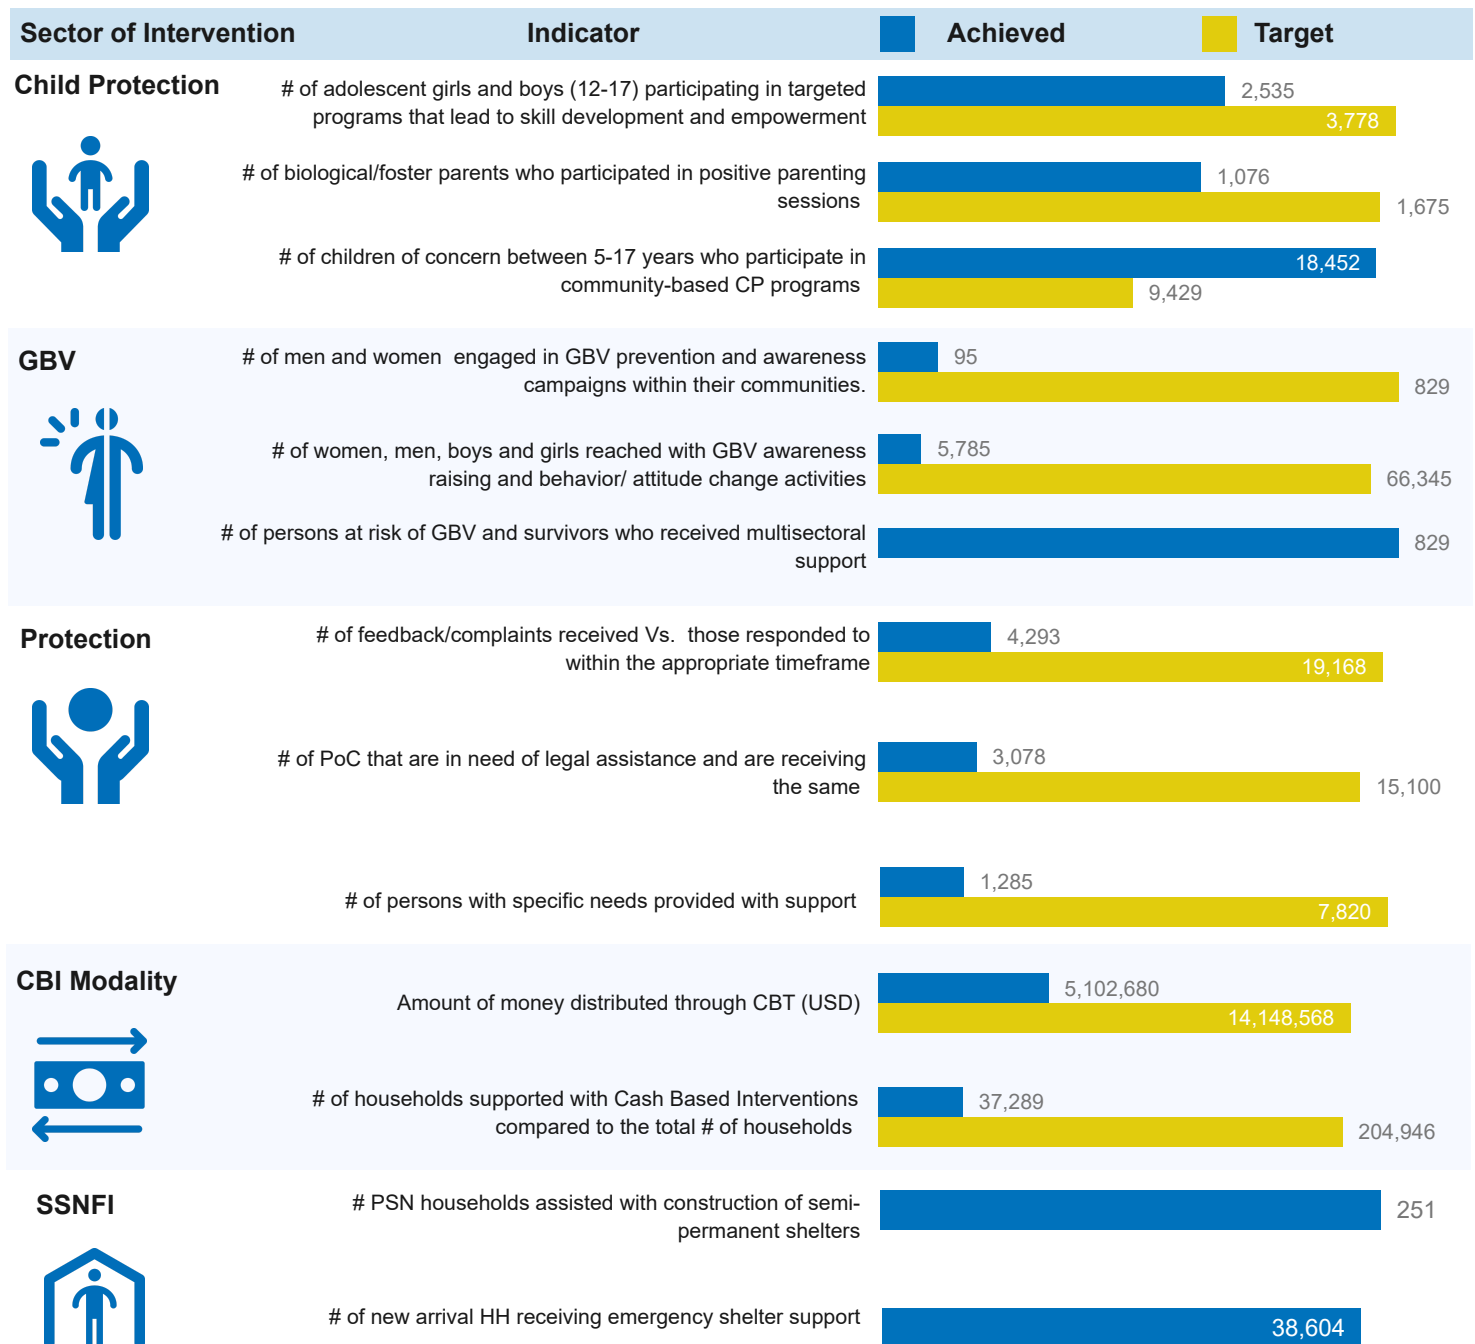 Sector of Intervention Indicator Achieved Target
Child Protection
# of adolescent girls and boys (12-17) participating in targeted
programs that lead to skill development and empowerment
2,535
3,778
# of biological/foster parents who participated in positive parenting
sessions
1,076
1,675
# of children of concern between 5-17 years who participate in
community-based CP programs
18,452
9,429
GBV
# of men and women  engaged in GBV prevention and awareness
campaigns within their communities.
95
829
# of women, men, boys and girls reached with GBV awareness
raising and behavior/ attitude change activities
5,785
66,345
# of persons at risk of GBV and survivors who received multisectoral
support
829
Protection
# of feedback/complaints received Vs.  those responded to
within the appropriate timeframe
4,293
19,168
# of PoC that are in need of legal assistance and are receiving
the same
3,078
15,100
# of persons with specific needs provided with support
1,285
7,820
CBI Modality
Amount of money distributed through CBT (USD)
5,102,680
14,148,568
# of households supported with Cash Based Interventions
compared to the total # of households
37,289
204,946
SSNFI
# PSN households assisted with construction of semi-
permanent shelters
251
# of new arrival HH receiving emergency shelter support
38,604